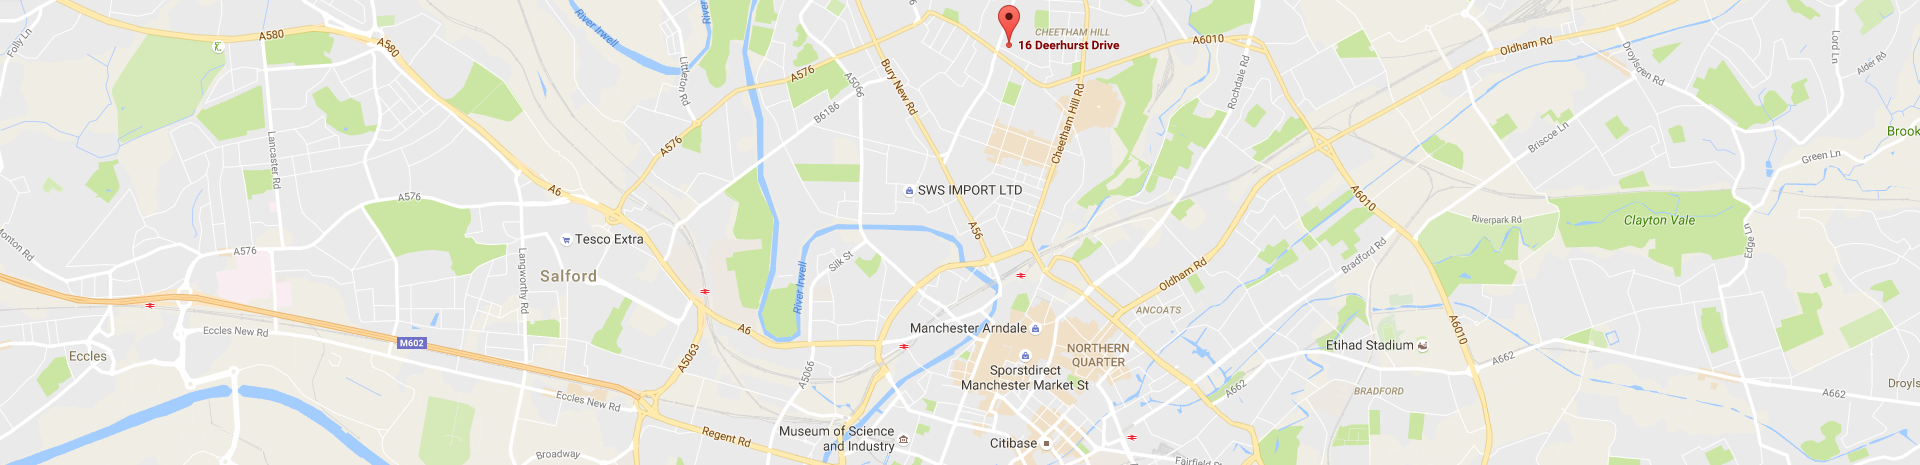 Folly Ln
A580
A580
River Irwell
River
Littleton Rd
A576
A5066
Bury New Rd
CHEETHAM HILL
16 Deerhurst Drive
A6010
Oldham Rd
Droylsden Rd
Lord Ln
Alder Rd
B6186
Cheetham Hill Rd
Rochdale Rd
Briscoe Ln
Brook
Green Ln
Lancaster Rd
A576
A6
A576
SWS IMPORT LTD
A6010
Riverpark Rd
Clayton Vale
Monton Rd
A576
Tesco Extra
A56
Edge Ln
Bradford Rd
Silk St
Salford
Langworthy Rd
River Irwell
Oldham Rd
ANCOATS
Eccles New Rd
M602
A6
Manchester Arndale
A6010
Eccles
A5063
NORTHERN
QUARTER
Etihad Stadium
A662
Sporstdirect
Manchester Market St
A5066
A662
BRADFORD
A662
Droyls
Eccles New Rd
Regent Rd
Museum of Science
and Industry
Citibase
Broadway
Fairfield St